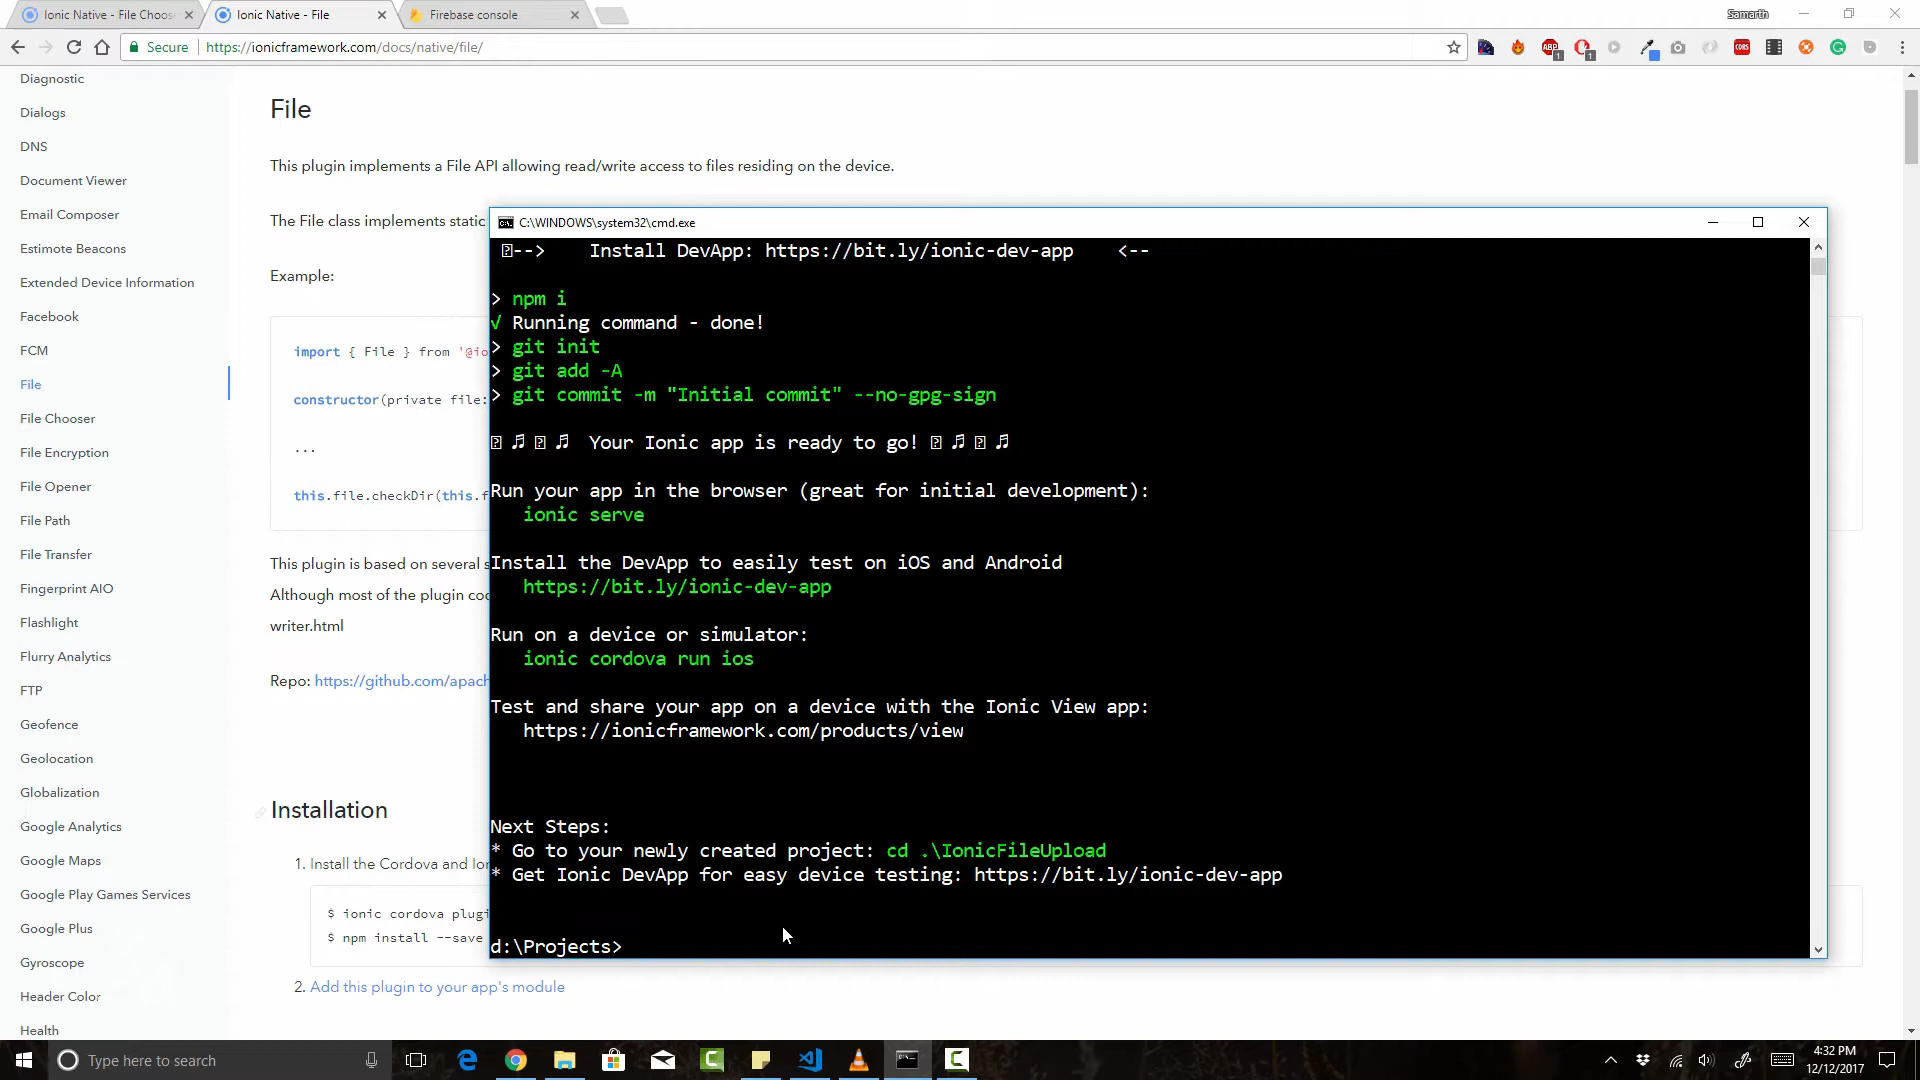 Ionic Native - File Choos
Ionic Native - File
Firebase console
Samarth
Secure
https://ionicframework.com/docs/native/file/
Diagnostic
Dialogs
DNS
Document Viewer
Email Composer
Estimote Beacons
Extended Device Information
Facebook
FCM
File
File Chooser
File Encryption
File Opener
File Path
File Transfer
Fingerprint AIO
Flashlight
Flurry Analytics
FTP
Geofence
Geolocation
Globalization
Google Analytics
Google Maps
Google Play Games Services
Google Plus
Gyroscope
Header Color
Health
File
This plugin implements a File API allowing read/write access to files residing on the device.
The File class implements static
Example:
import { File } from '@io
constructor(private file:
...
this.file.checkDir(this.f
This plugin is based on several s
Although most of the plugin coc
writer.html
Repo: https://github.com/apach
Installation
1. Install the Cordova and Ion
$ ionic cordova plugi
$ npm install --save
2. Add this plugin to your app's module
C:\WINDOWS\system32\cmd.exe
--> Install DevApp: https://bit.ly/ionic-dev-app <--
> npm i
√ Running command - done!
> git init
> git add -A
> git commit -m "Initial commit" --no-gpg-sign
♬ ♬ Your Ionic app is ready to go! ♬ ♬
Run your app in the browser (great for initial development):
ionic serve
Install the DevApp to easily test on iOS and Android
https://bit.ly/ionic-dev-app
Run on a device or simulator:
ionic cordova run ios
Test and share your app on a device with the Ionic View app:
https://ionicframework.com/products/view
Next Steps:
* Go to your newly created project: cd .\IonicFileUpload
* Get Ionic DevApp for easy device testing: https://bit.ly/ionic-dev-app
d:\Projects>
Type here to search
4:32 PM
12/12/2017